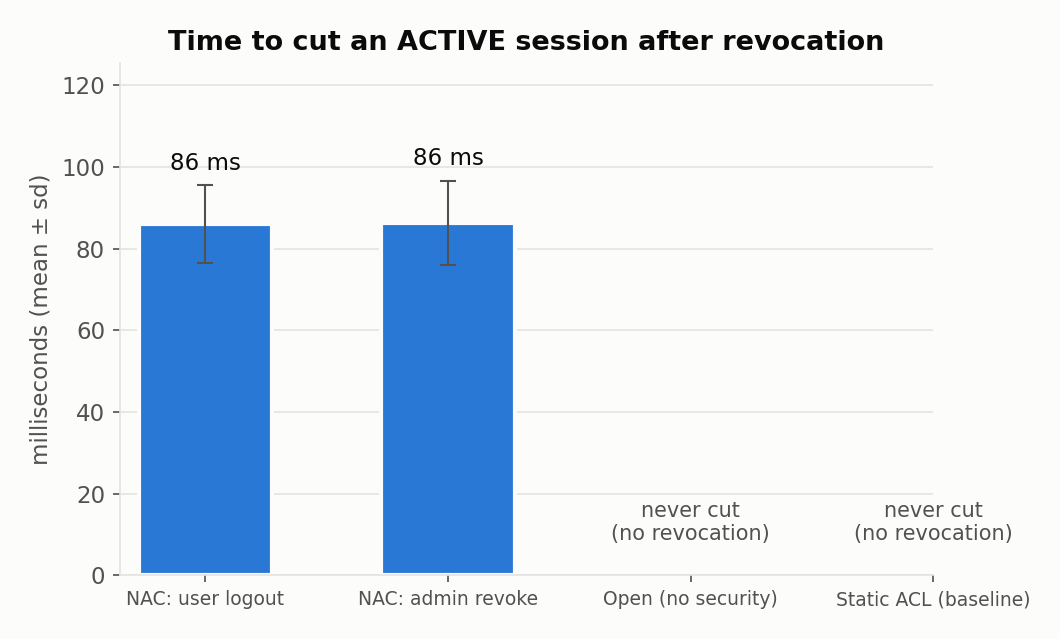 Time to cut an ACTIVE session after revocation
milliseconds (mean ± sd)
120
100
80
60
40
20
0
86 ms
86 ms
never cut
(no revocation)
never cut
(no revocation)
NAC: user logout
NAC: admin revoke
Open (no security)
Static ACL (baseline)